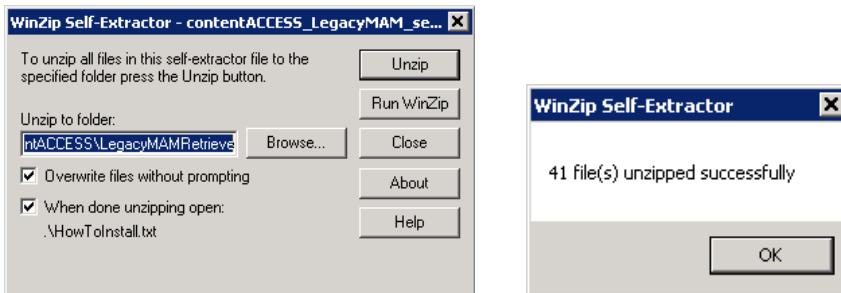 WinZip Self-Extractor - contentACCESS_LegacyMAM_se...
To unzip all files in this self-extractor file to the
specified folder press the Unzip button.
Unzip to folder:
ntACCESS\LegacyMAMRetrieve
Browse...
Overwrite files without prompting
When done unzipping open:
.\HowToInstall.txt
Unzip
Run WinZip
Close
About
Help
WinZip Self-Extractor
41 file(s) unzipped successfully
OK